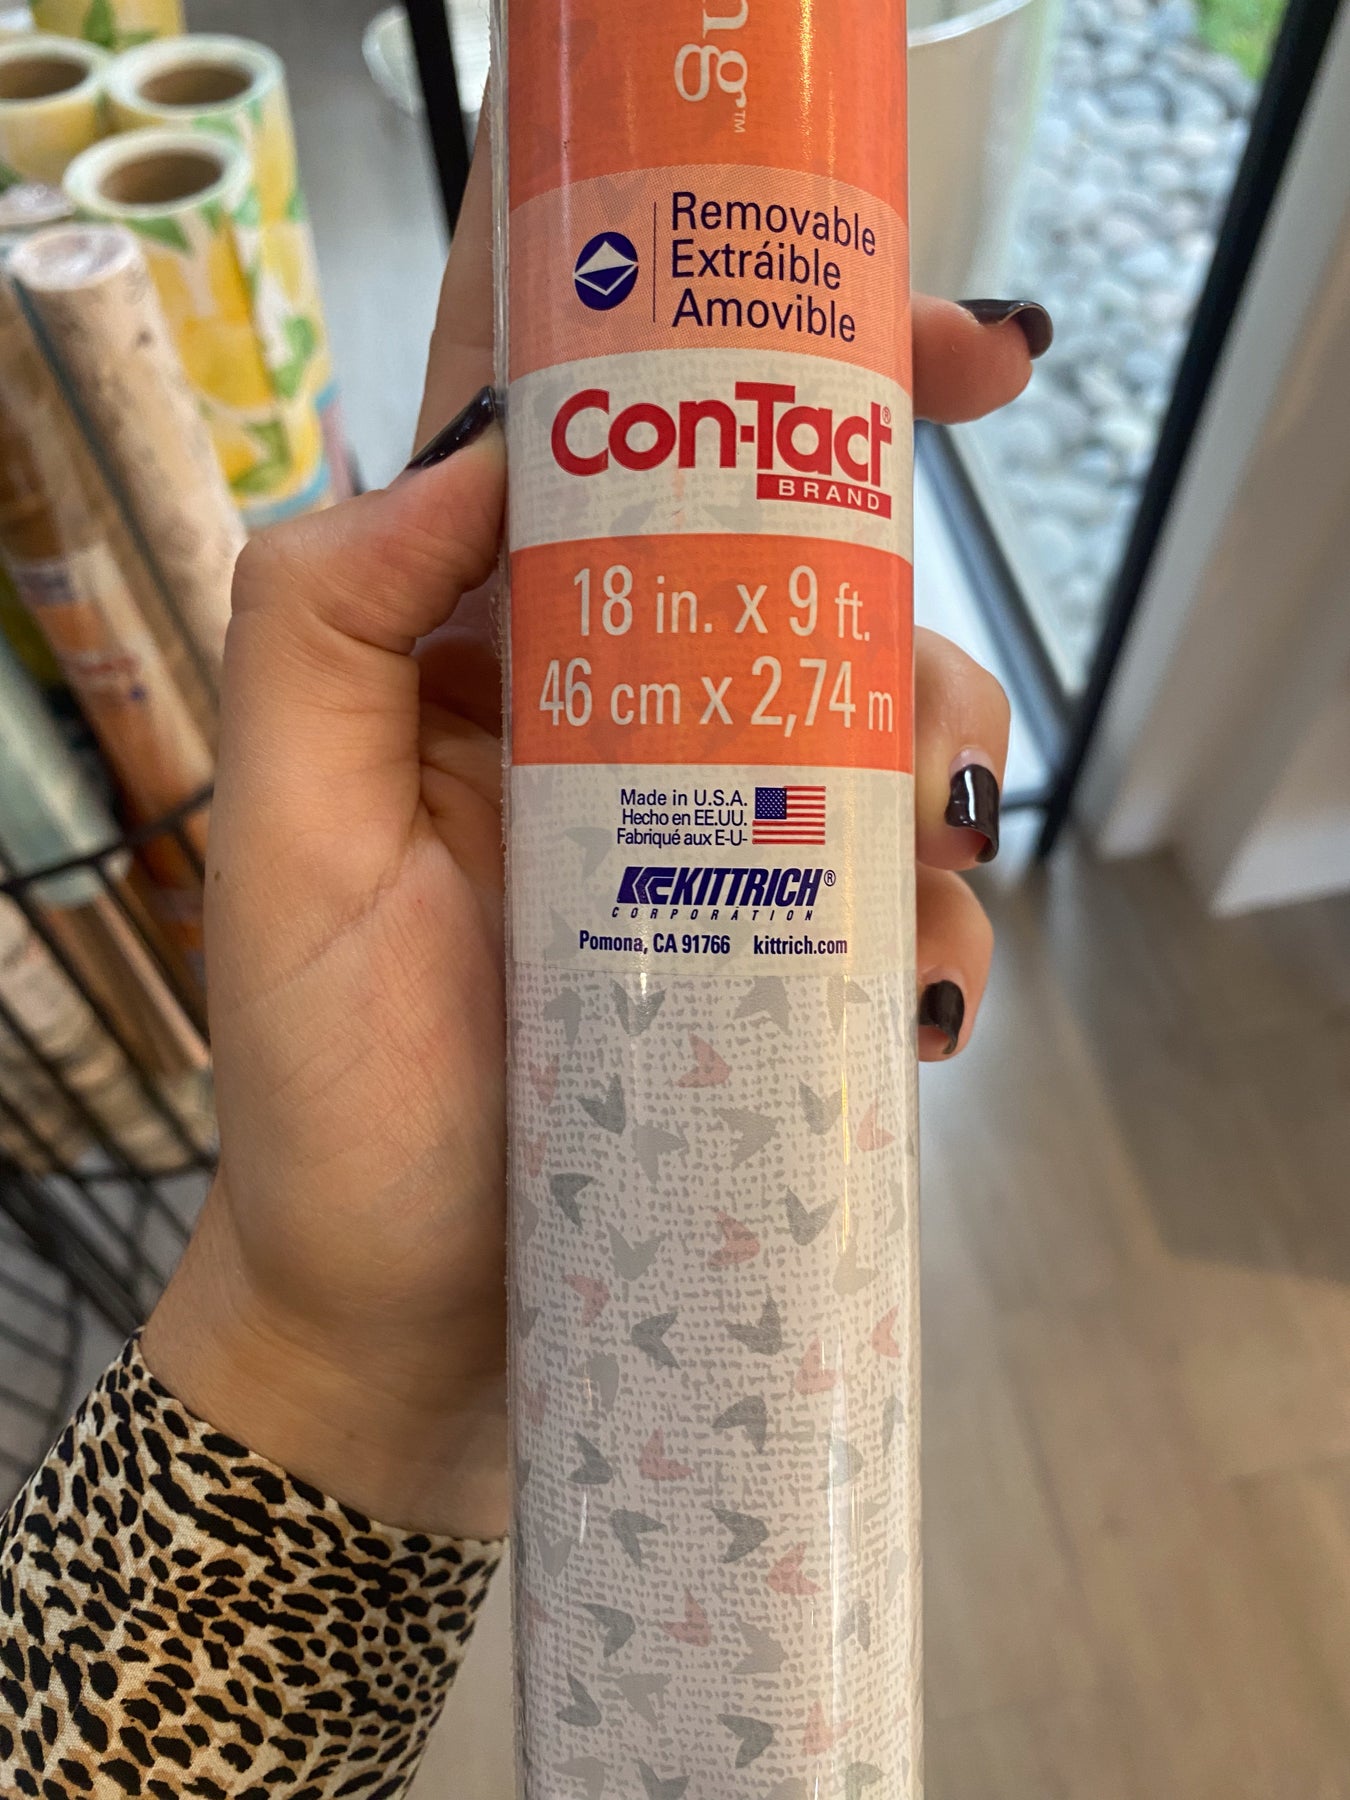 ng™
Removable
Extráible
Amovible
Con-Tact®
BRAND
18 in. x 9 ft.
46 cm x 2,74 m
Made in U.S.A.
Hecho en EE.UU.
Fabriqué aux E-U-
KITTRICH®
CORPORATION
Pomona, CA 91766 kittrich.com